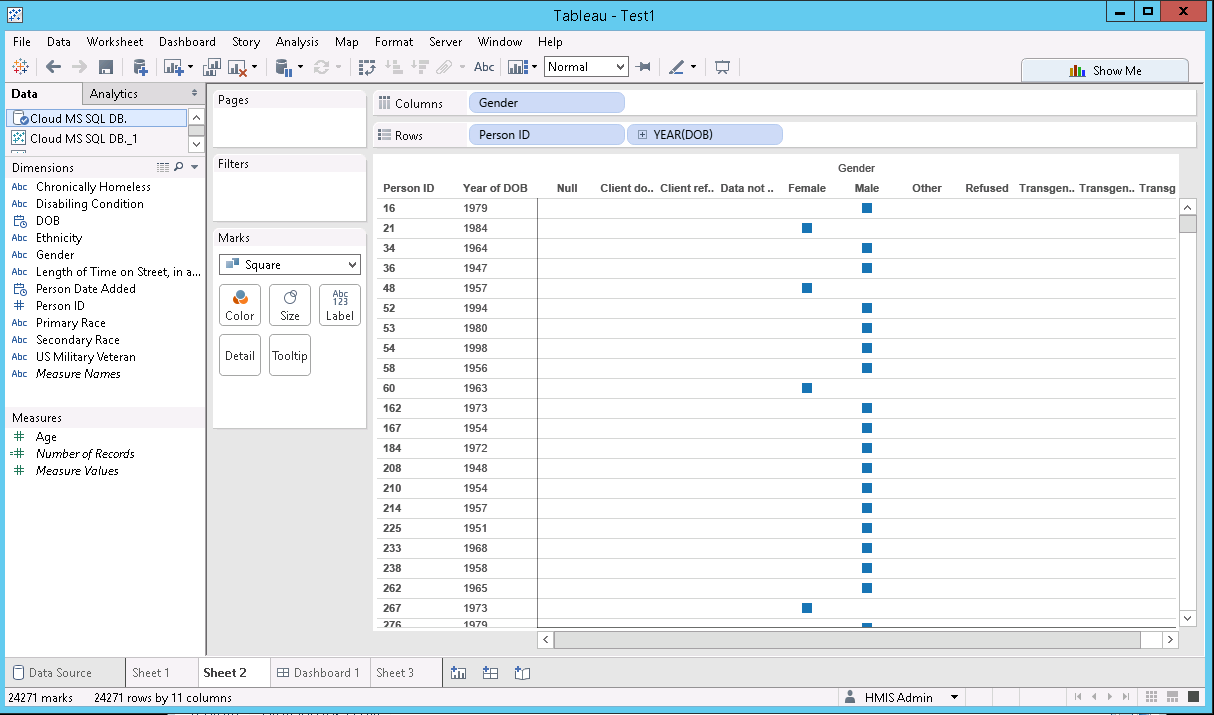 Tableau - Test1
File Data Worksheet Dashboard Story Analysis Map Format Server Window Help
Abc Normal Show Me
Data Analytics
Cloud MS SQL DB.
Cloud MS SQL DB._1
Dimensions
Abc Chronically Homeless
Abc Disabiling Condition
DOB
Abc Ethnicity
Abc Gender
Abc Length of Time on Street, in a...
Person Date Added
# Person ID
Abc Primary Race
Abc Secondary Race
Abc US Military Veteran
Abc Measure Names
Measures
# Age
=# Number of Records
# Measure Values
Pages
Filters
Marks
Square
Color Size Abc 123 Label
Detail Tooltip
Columns Gender
Rows Person ID YEAR(DOB)
Gender
Person ID Year of DOB Null Client do.. Client ref.. Data not .. Female Male Other Refused Transgen.. Transgen.. Transg
16 1979
21 1984
34 1964
36 1947
48 1957
52 1994
53 1980
54 1998
58 1956
60 1963
162 1973
167 1954
184 1972
208 1948
210 1954
214 1957
225 1951
233 1968
238 1958
262 1965
267 1973
276 1979
Data Source Sheet 1 Sheet 2 Dashboard 1 Sheet 3
24271 marks 24271 rows by 11 columns HMIS Admin